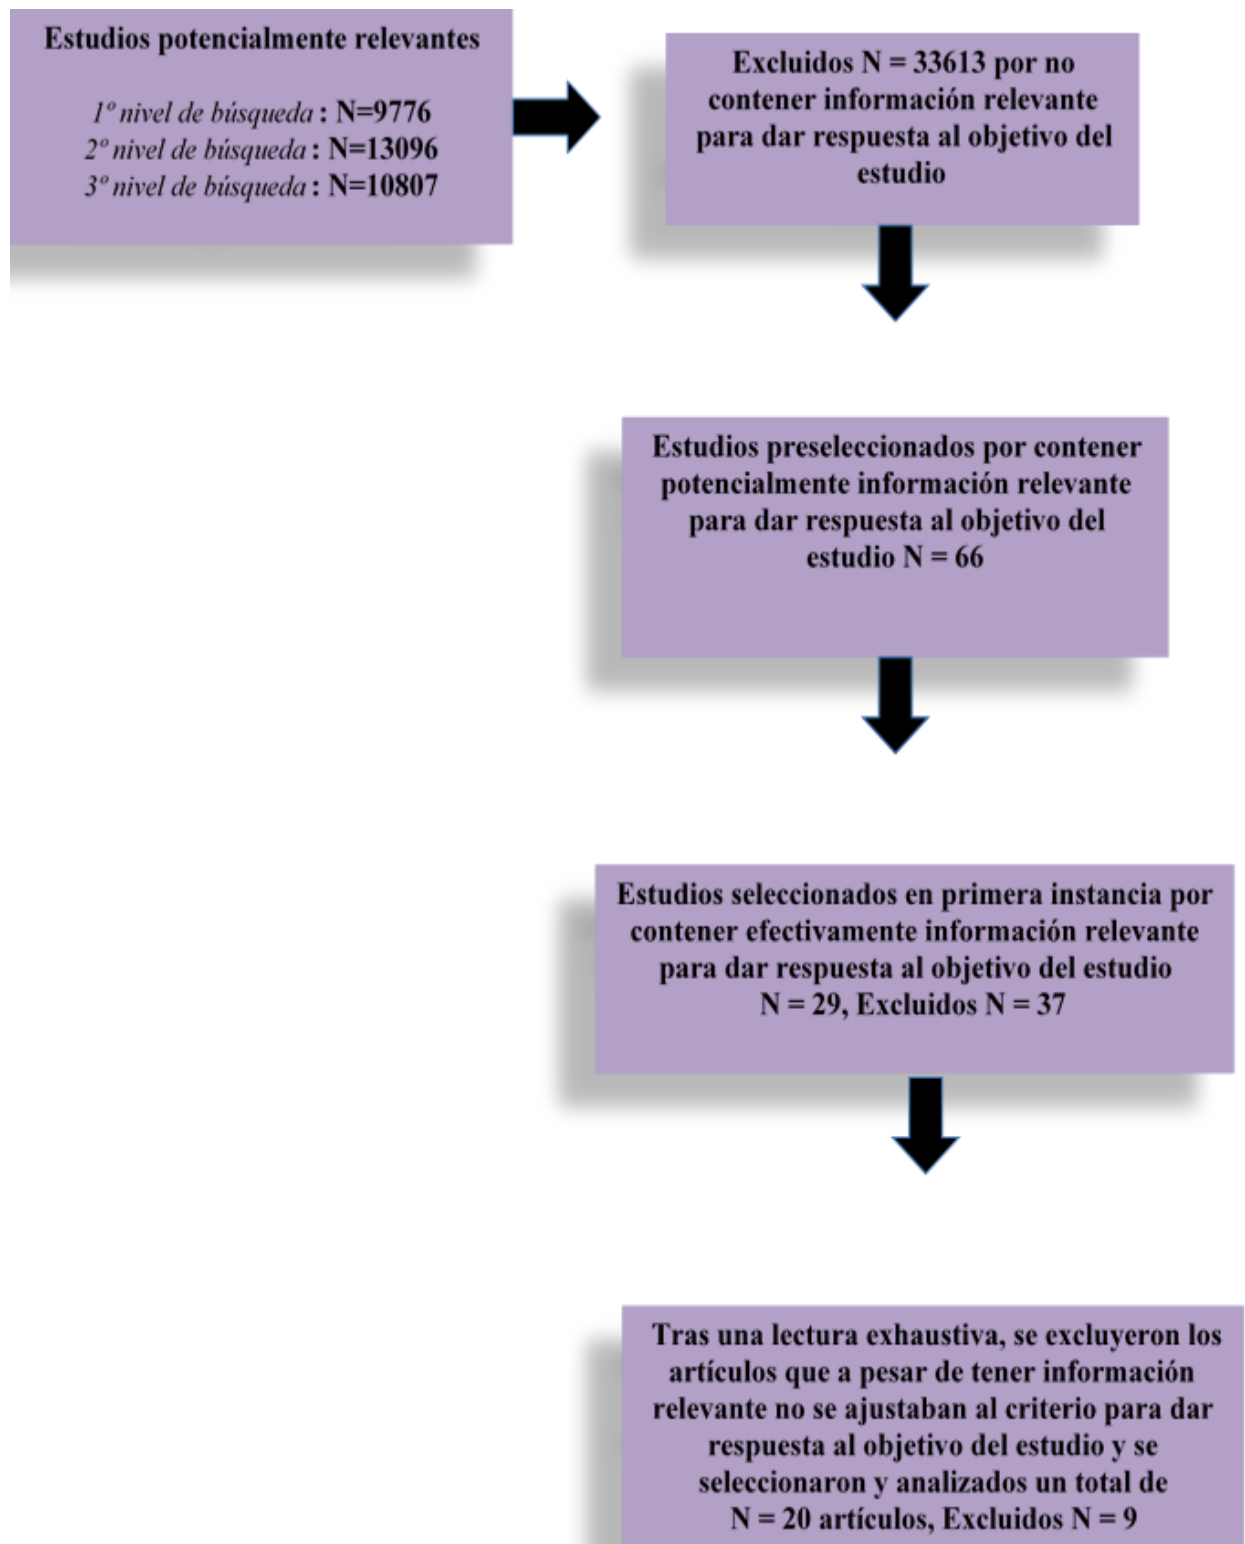 Estudios potencialmente relevantes
1º nivel de búsqueda : N=9776
2º nivel de búsqueda : N=13096
3º nivel de búsqueda : N=10807
Excluidos N = 33613 por no
contener información relevante
para dar respuesta al objetivo del
estudio
Estudios preseleccionados por contener
potencialmente información relevante
para dar respuesta al objetivo del
estudio N = 66
Estudios seleccionados en primera instancia por
contener efectivamente información relevante
para dar respuesta al objetivo del estudio
N = 29, Excluidos N = 37
Tras una lectura exhaustiva, se excluyeron los
artículos que a pesar de tener información
relevante no se ajustaban al criterio para dar
respuesta al objetivo del estudio y se
seleccionaron y analizados un total de
N = 20 artículos, Excluidos N = 9